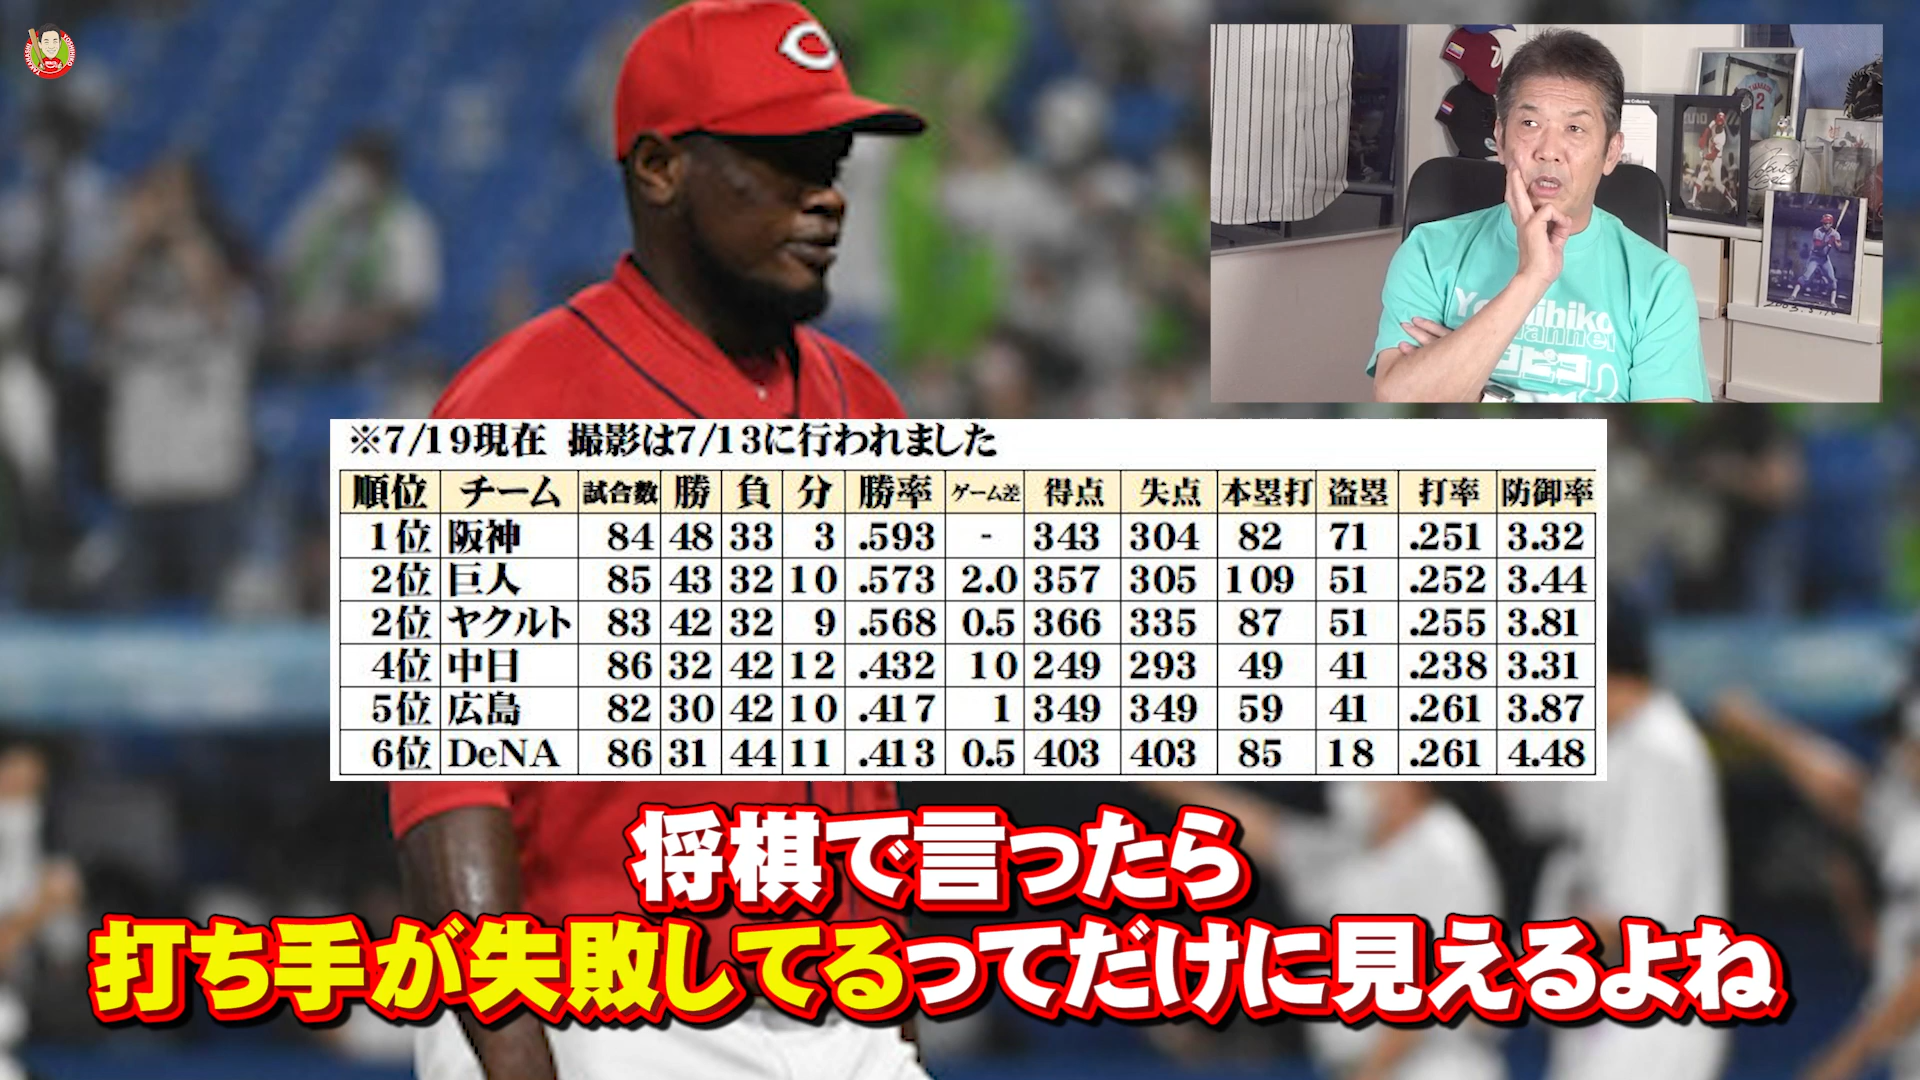 TAKAHASHI YOSHIHIKO
Yoshihiko
Channel
※7/19現在 撮影は7/13に行われました
順位 チーム 試合数 勝 負 分 勝率 ゲーム差 得点 失点 本塁打 盗塁 打率 防御率
1位 阪神 84 48 33 3 .593 - 343 304 82 71 .251 3.32
2位 巨人 85 43 32 10 .573 2.0 357 305 109 51 .252 3.44
2位 ヤクルト 83 42 32 9 .568 0.5 366 335 87 51 .255 3.81
4位 中日 86 32 42 12 .432 10 249 293 49 41 .238 3.31
5位 広島 82 30 42 10 .417 1 349 349 59 41 .261 3.87
6位 DeNA 86 31 44 11 .413 0.5 403 403 85 18 .261 4.48
将棋で言ったら
打ち手が失敗してるってだけに見えるよね